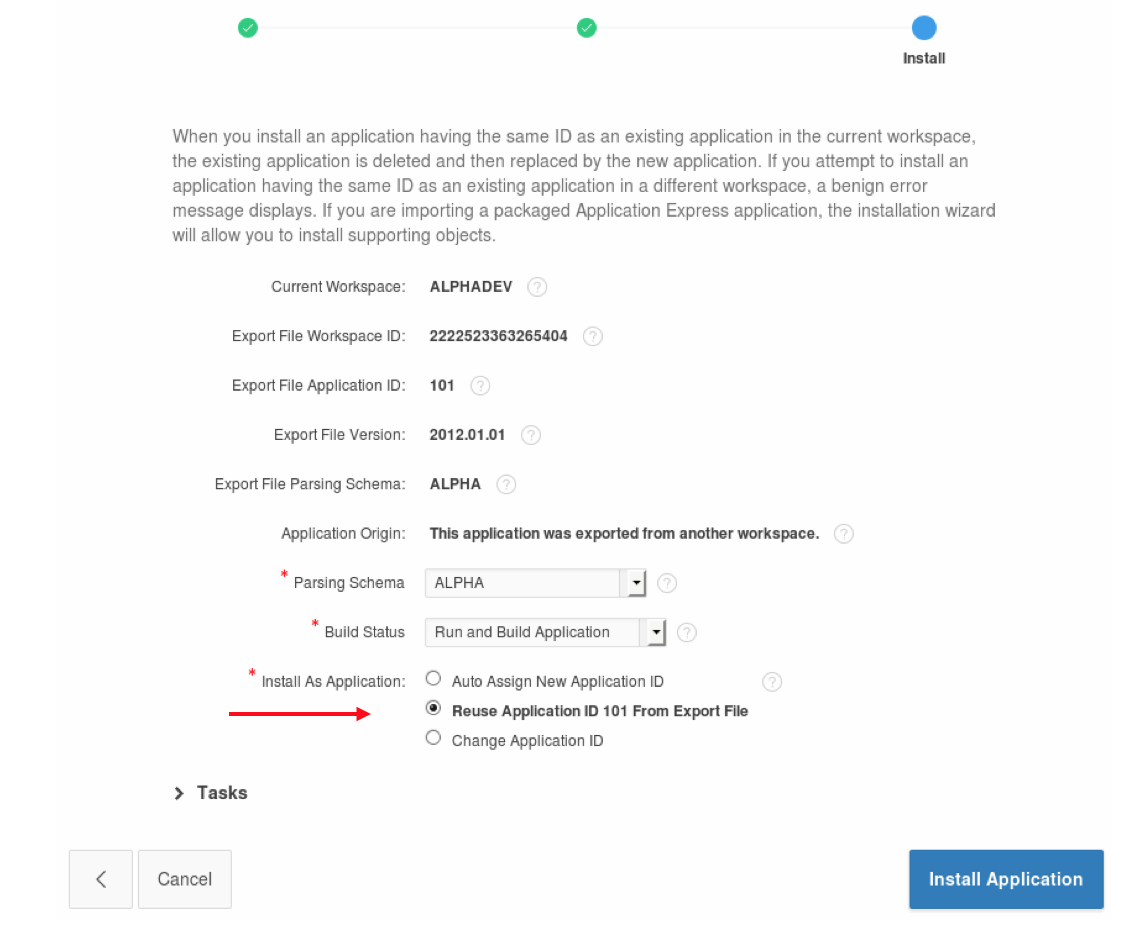 Install
When you install an application having the same ID as an existing application in the current workspace,
the existing application is deleted and then replaced by the new application. If you attempt to install an
application having the same ID as an existing application in a different workspace, a benign error
message displays. If you are importing a packaged Application Express application, the installation wizard
will allow you to install supporting objects.
Current Workspace: ALPHADEV ?
Export File Workspace ID: 2222523363265404 ?
Export File Application ID: 101 ?
Export File Version: 2012.01.01 ?
Export File Parsing Schema: ALPHA ?
Application Origin: This application was exported from another workspace. ?
* Parsing Schema ALPHA ?
* Build Status Run and Build Application ?
* Install As Application: Auto Assign New Application ID ?
Reuse Application ID 101 From Export File
Change Application ID
Tasks
Cancel Install Application